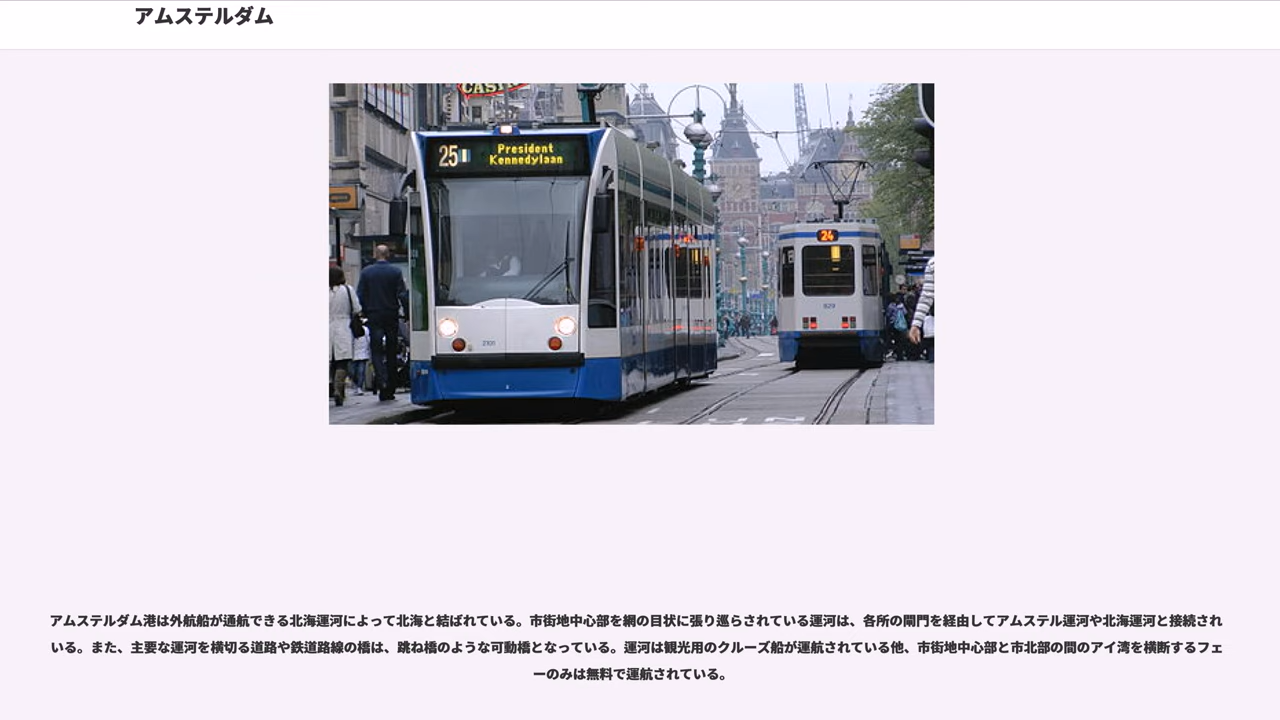 アムステルダム
CASINO
25
President
Kennedylaan
24
829
2101
アムステルダム港は外航船が通航できる北海運河によって北海と結ばれている。市街地中心部を網の目状に張り巡らされている運河は、各所の閘門を経由してアムステル運河や北海運河と接続され
いる。また、主要な運河を横切る道路や鉄道路線の橋は、跳ね橋のような可動橋となっている。運河は観光用のクルーズ船が運航されている他、市街地中心部と市北部の間のアイ湾を横断するフェ
ーのみは無料で運航されている。